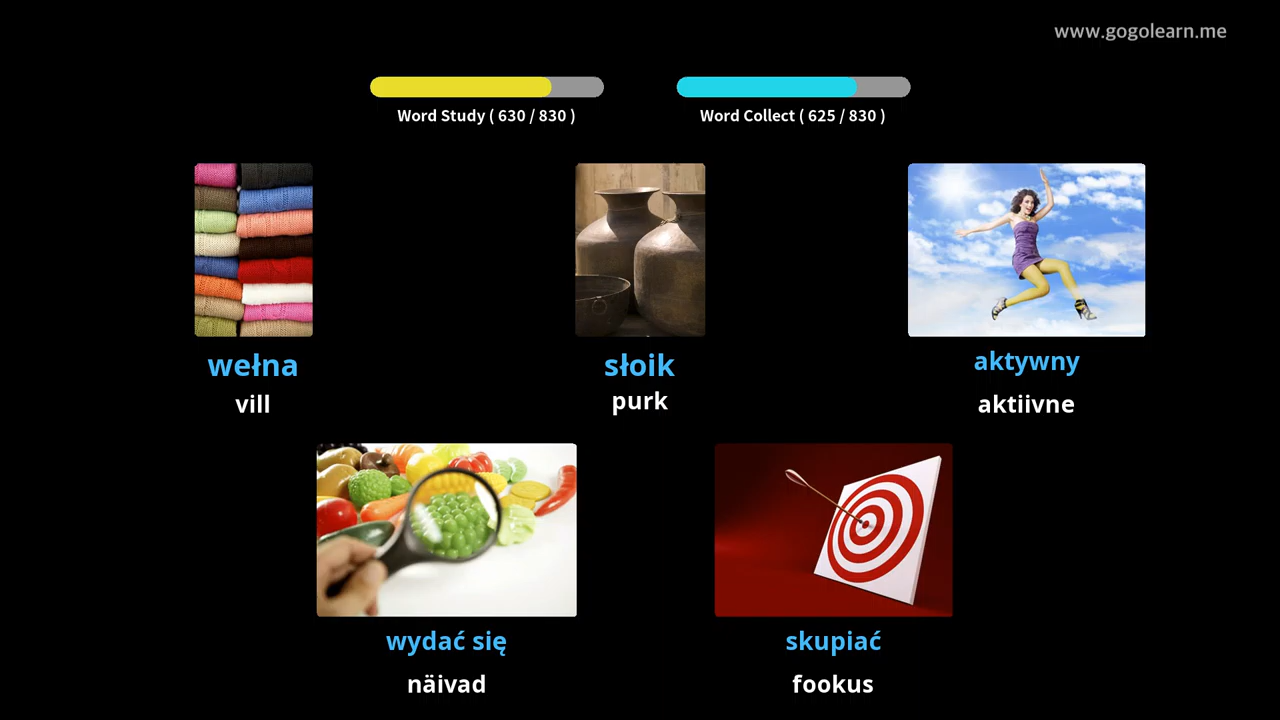 www.gogolearn.me
Word Study ( 630 / 830 )
Word Collect ( 625 / 830 )
wełna
vill
słoik
purk
aktywny
aktiivne
wydać się
näivad
skupiać
fookus